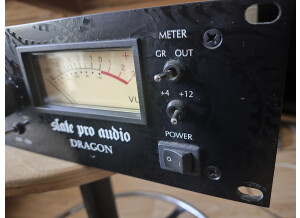 METER
GR OUT
+4 +12
VU
slate pro audio
DRAGON
POWER